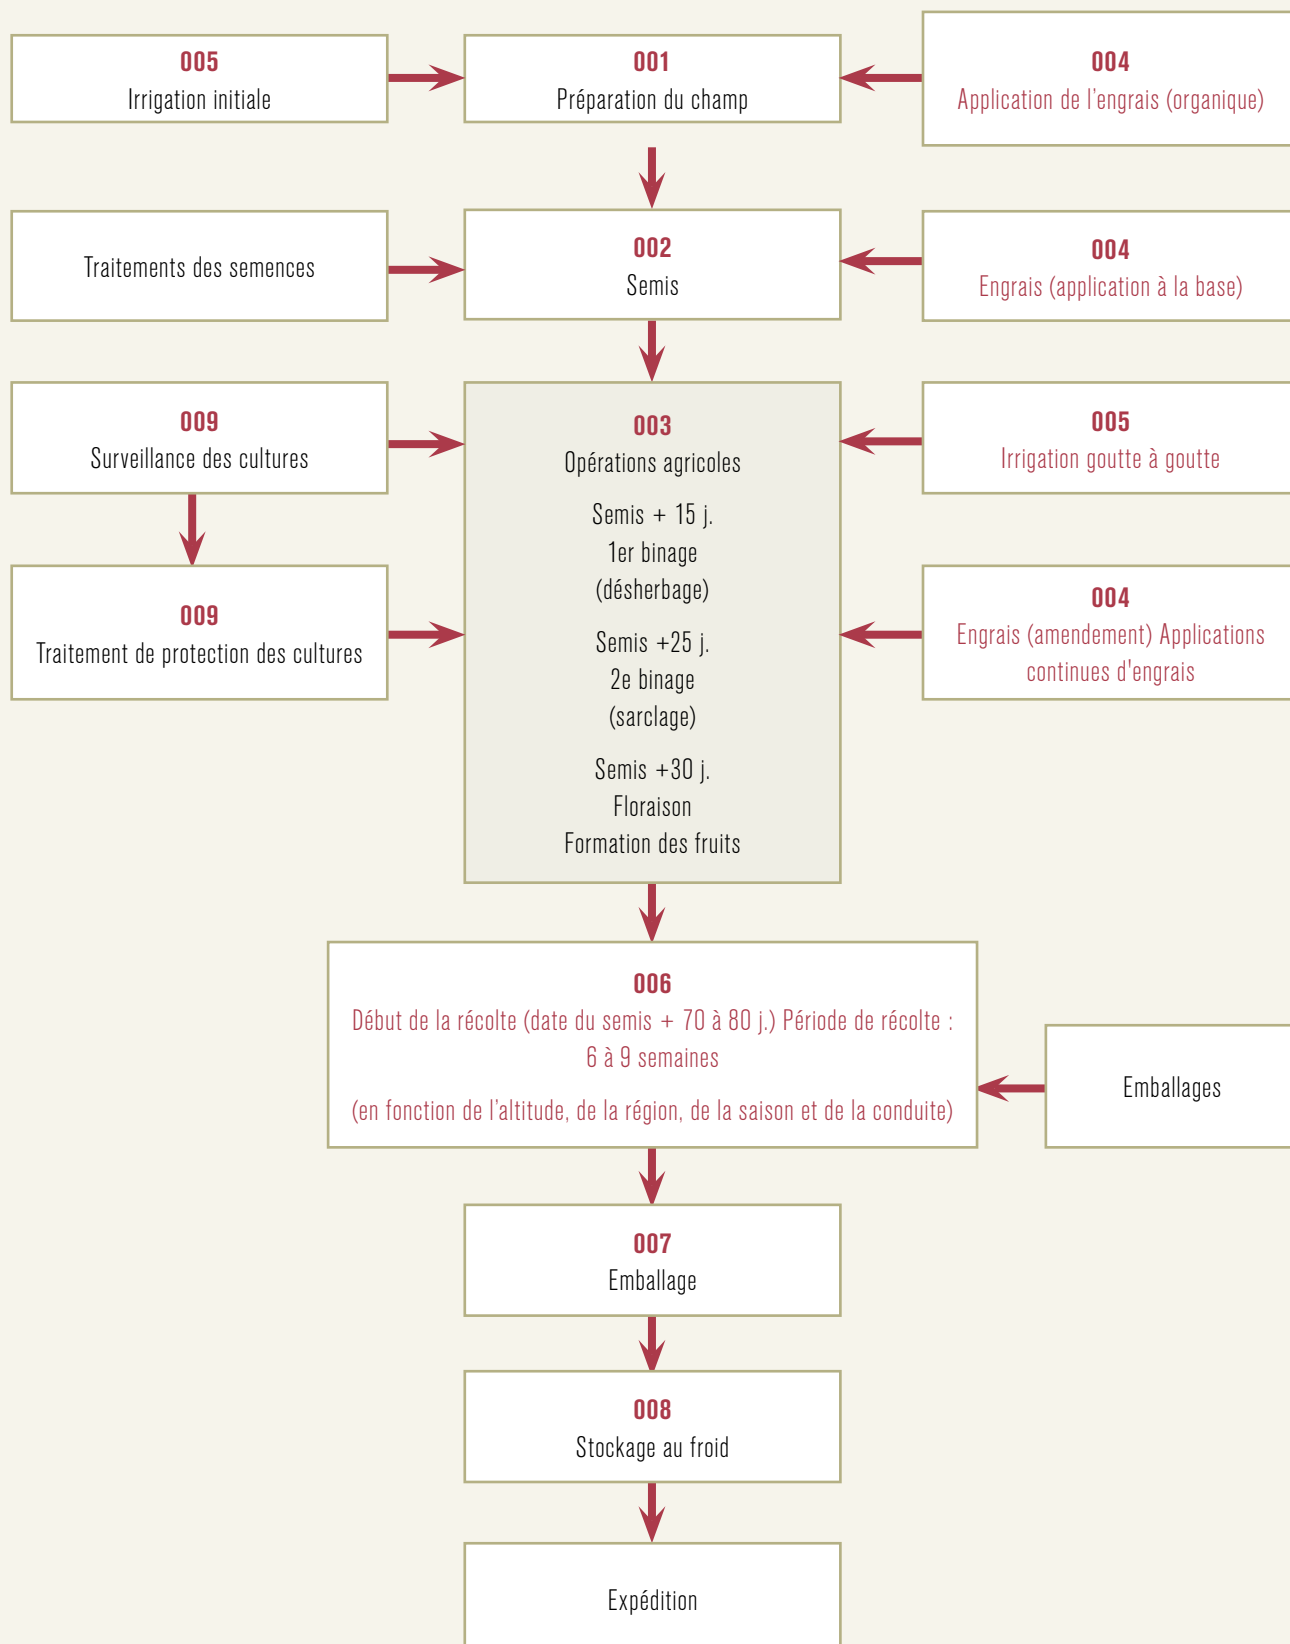 005
Irrigation initiale
001
Préparation du champ
004
Application de l'engrais (organique)
Traitements des semences
002
Semis
004
Engrais (application à la base)
009
Surveillance des cultures
003
Opérations agricoles
Semis + 15 j.
1er binage
(désherbage)
Semis +25 j.
2e binage
(sarclage)
Semis +30 j.
Floraison
Formation des fruits
005
Irrigation goutte à goutte
009
Traitement de protection des cultures
004
Engrais (amendement) Applications
continues d'engrais
006
Début de la récolte (date du semis + 70 à 80 j.) Période de récolte :
6 à 9 semaines
(en fonction de l'altitude, de la région, de la saison et de la conduite)
Emballages
007
Emballage
008
Stockage au froid
Expédition